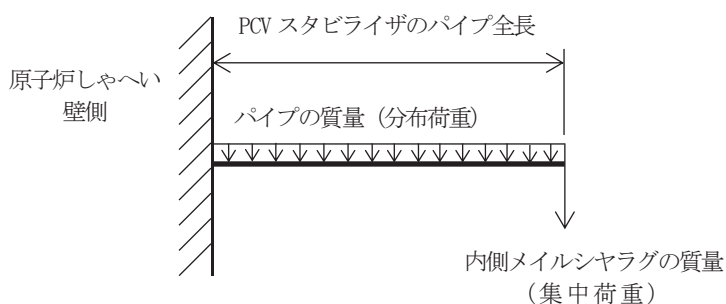 PCV スタビライザのパイプ全長
原子炉しゃへい
壁側
パイプの質量（分布荷重）
内側メイルシヤラグの質量
（集中荷重）